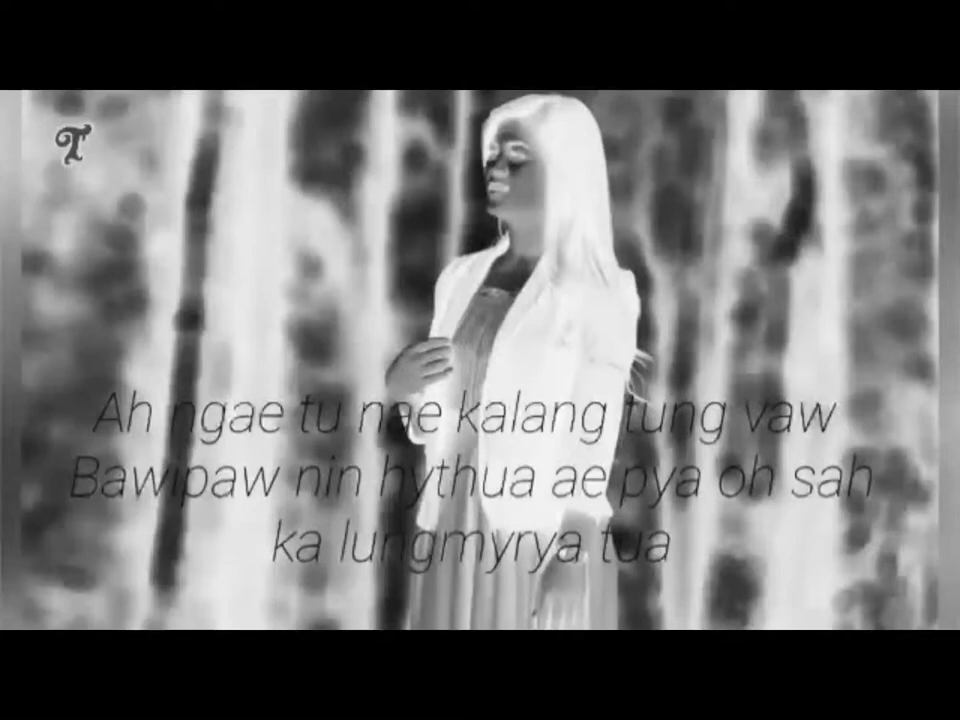 T
Ah ngae tu nae kalang tung vaw
Bawipaw nin hythua ae pya oh sah
ka lungmyrya tua